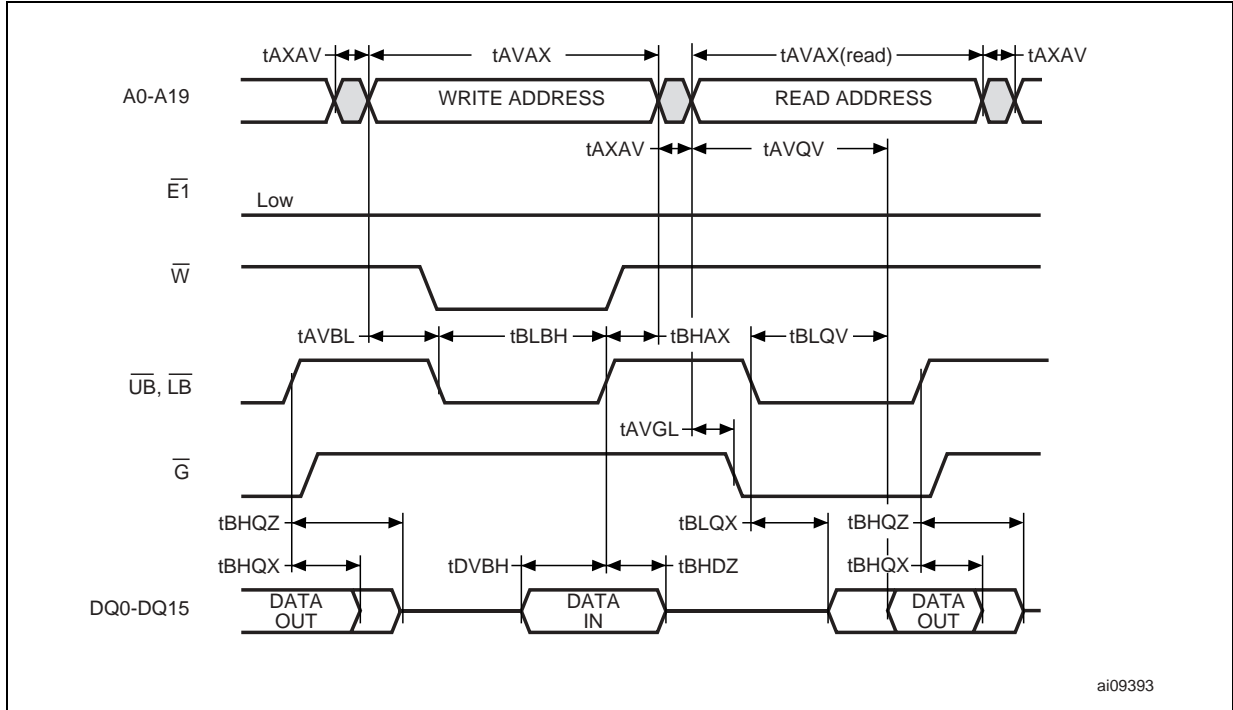 tAXAV tAVAX tAVAX(read) tAXAV
A0-A19 WRITE ADDRESS READ ADDRESS
tAXAV tAVQV
E1
Low
W
tAVBL tBLBH tBHAX tBLQV
UB, LB
tAVGL
G
tBHQZ tBLQX tBHQZ
tBHQX tDVBH tBHDZ tBHQX
DQ0-DQ15 DATA OUT DATA IN DATA OUT
ai09393